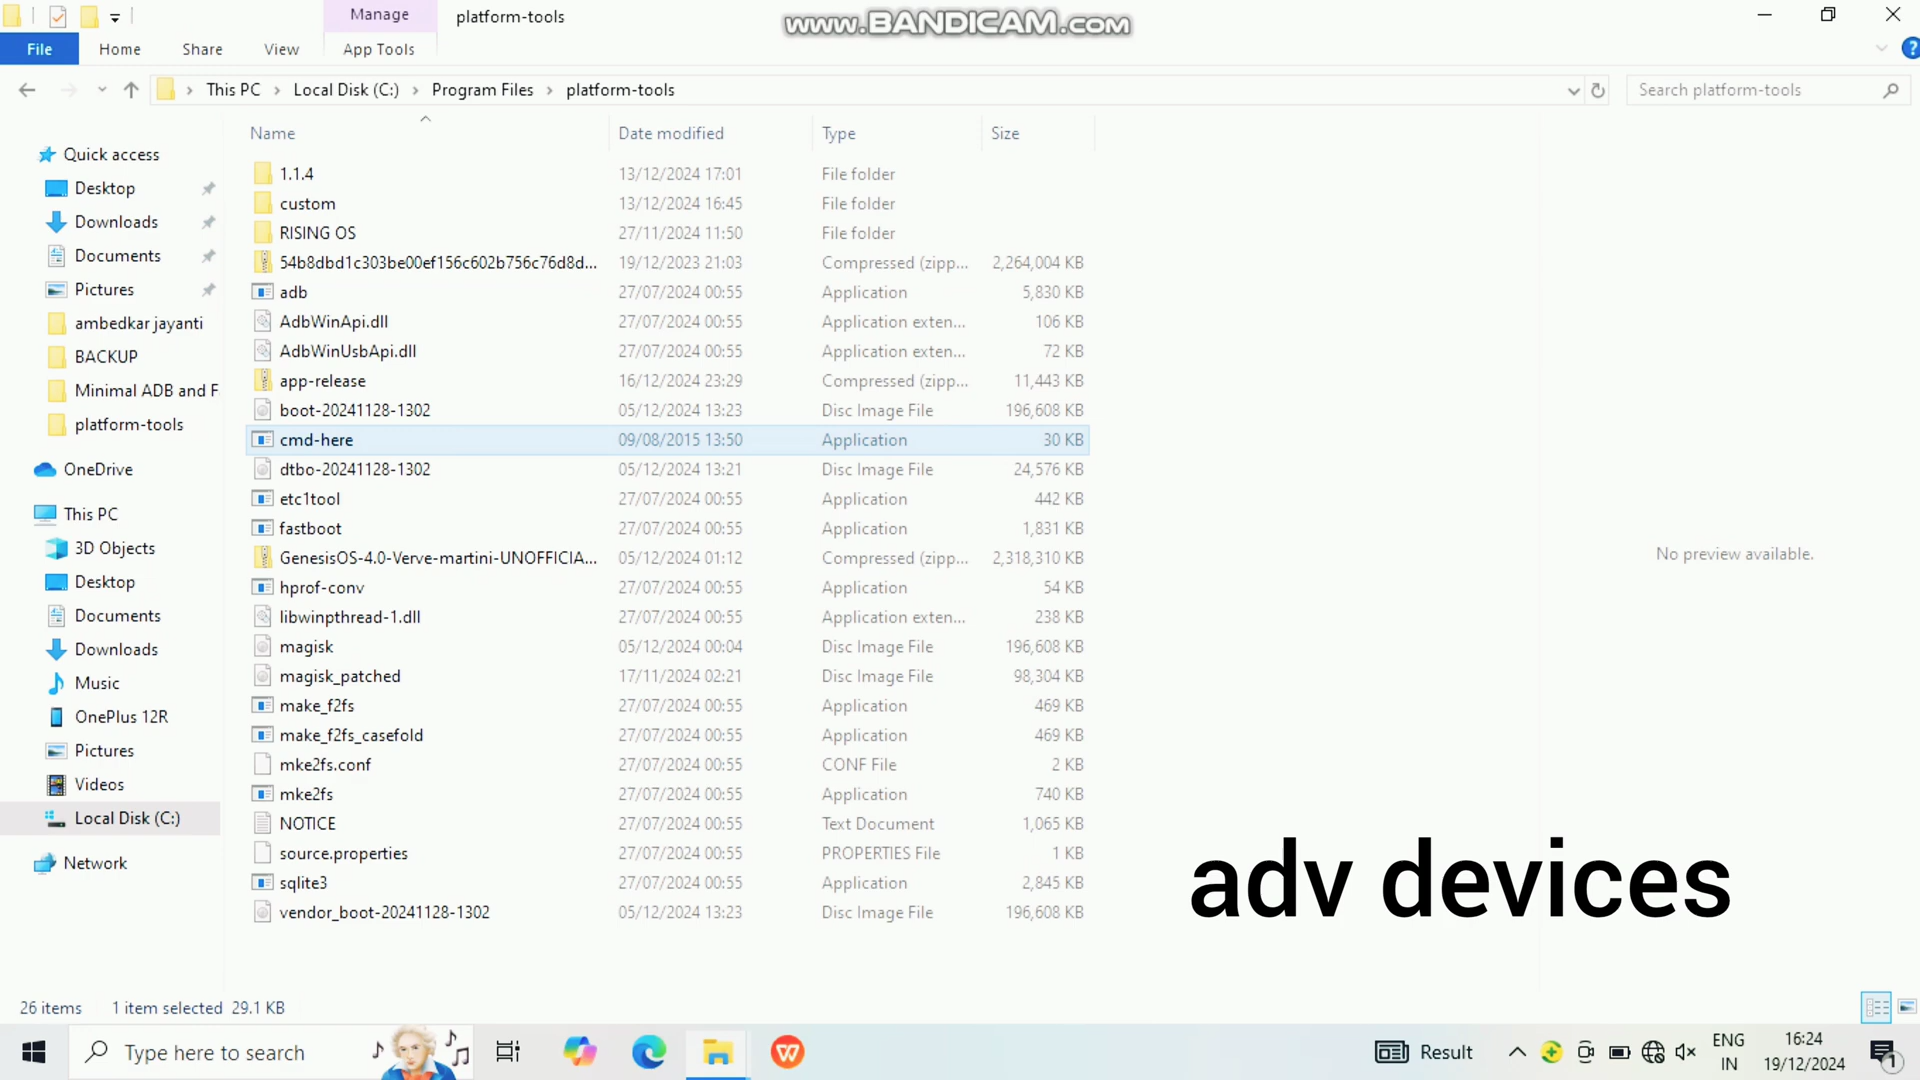 Manage
platform-tools
www.BANDICAM.com
File
Home
Share
View
App Tools
This PC
Local Disk (C:)
Program Files
platform-tools
Search platform-tools
Name
Date modified
Type
Size
Quick access
Desktop
Downloads
Documents
Pictures
ambedkar jayanti
BACKUP
Minimal ADB and F
platform-tools
OneDrive
This PC
3D Objects
Desktop
Documents
Downloads
Music
OnePlus 12R
Pictures
Videos
Local Disk (C:)
Network
1.1.4 13/12/2024 17:01 File folder
custom 13/12/2024 16:45 File folder
RISING OS 27/11/2024 11:50 File folder
54b8dbd1c303be00ef156c602b756c76d8d... 19/12/2023 21:03 Compressed (zipp... 2,264,004 KB
adb 27/07/2024 00:55 Application 5,830 KB
AdbWinApi.dll 27/07/2024 00:55 Application exten... 106 KB
AdbWinUsbApi.dll 27/07/2024 00:55 Application exten... 72 KB
app-release 16/12/2024 23:29 Compressed (zipp... 11,443 KB
boot-20241128-1302 05/12/2024 13:23 Disc Image File 196,608 KB
cmd-here 09/08/2015 13:50 Application 30 KB
dtbo-20241128-1302 05/12/2024 13:21 Disc Image File 24,576 KB
etc1tool 27/07/2024 00:55 Application 442 KB
fastboot 27/07/2024 00:55 Application 1,831 KB
GenesisOS-4.0-Verve-martini-UNOFFICIA... 05/12/2024 01:12 Compressed (zipp... 2,318,310 KB
hprof-conv 27/07/2024 00:55 Application 54 KB
libwinpthread-1.dll 27/07/2024 00:55 Application exten... 238 KB
magisk 05/12/2024 00:04 Disc Image File 196,608 KB
magisk_patched 17/11/2024 02:21 Disc Image File 98,304 KB
make_f2fs 27/07/2024 00:55 Application 469 KB
make_f2fs_casefold 27/07/2024 00:55 Application 469 KB
mke2fs.conf 27/07/2024 00:55 CONF File 2 KB
mke2fs 27/07/2024 00:55 Application 740 KB
NOTICE 27/07/2024 00:55 Text Document 1,065 KB
source.properties 27/07/2024 00:55 PROPERTIES File 1 KB
sqlite3 27/07/2024 00:55 Application 2,845 KB
vendor_boot-20241128-1302 05/12/2024 13:23 Disc Image File 196,608 KB
No preview available.
adv devices
26 items
1 item selected 29.1 KB
Type here to search
Result
ENG
IN
16:24
19/12/2024
1